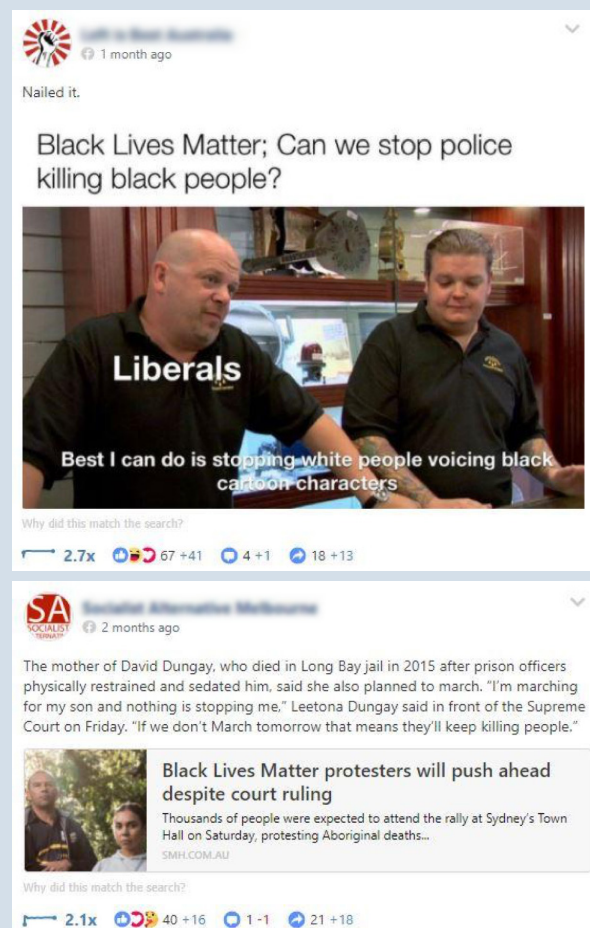 1 month ago
Nailed it.
Black Lives Matter; Can we stop police
killing black people?
Liberals
Best I can do is stopping white people voicing black
cartoon characters
Why did this match the search?
2.7x 67 +41 4 +1 18 +13
SA
SOCIALIST
2 months ago
The mother of David Dungay, who died in Long Bay jail in 2015 after prison officers
physically restrained and sedated him, said she also planned to march. “I’m marching
for my son and nothing is stopping me,” Leetona Dungay said in front of the Supreme
Court on Friday. “If we don’t March tomorrow that means they’ll keep killing people.”
Black Lives Matter protesters will push ahead
despite court ruling
Thousands of people were expected to attend the rally at Sydney’s Town
Hall on Saturday, protesting Aboriginal deaths...
SMH.COM.AU
Why did this match the search?
2.1x 40 +16 1 -1 21 +18